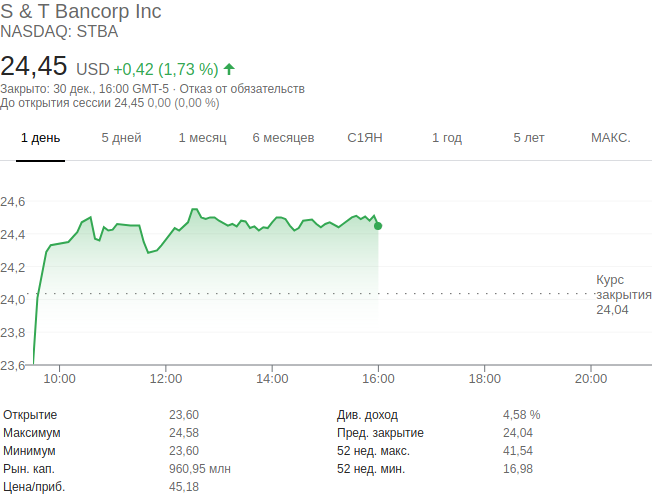 S & T Bancorp Inc
NASDAQ: STBA
24,45 USD +0,42 (1,73 %)
Закрыто: 30 дек., 16:00 GMT-5 · Отказ от обязательств
До открытия сессии 24,45 0,00 (0,00 %)
1 день 5 дней 1 месяц 6 месяцев С1ЯН 1 год 5 лет МАКС.
24,6
24,4
24,2
24,0
23,8
23,6
Курс
закрытия
24,04
10:00 12:00 14:00 16:00 18:00 20:00
Открытие 23,60 Див. доход 4,58 %
Максимум 24,58 Пред. закрытие 24,04
Минимум 23,60 52 нед. макс. 41,54
Рын. кап. 960,95 млн 52 нед. мин. 16,98
Цена/приб. 45,18